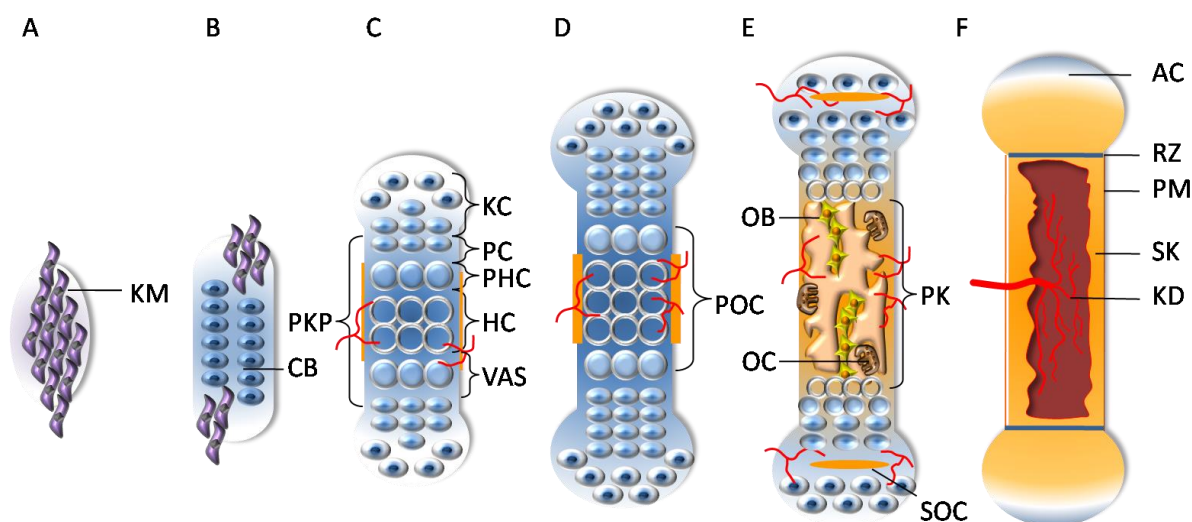 A
B
C
D
E
F
KM
CB
PKP
KC
PC
PHC
HC
VAS
POC
OB
OC
PK
SOC
AC
RZ
PM
SK
KD